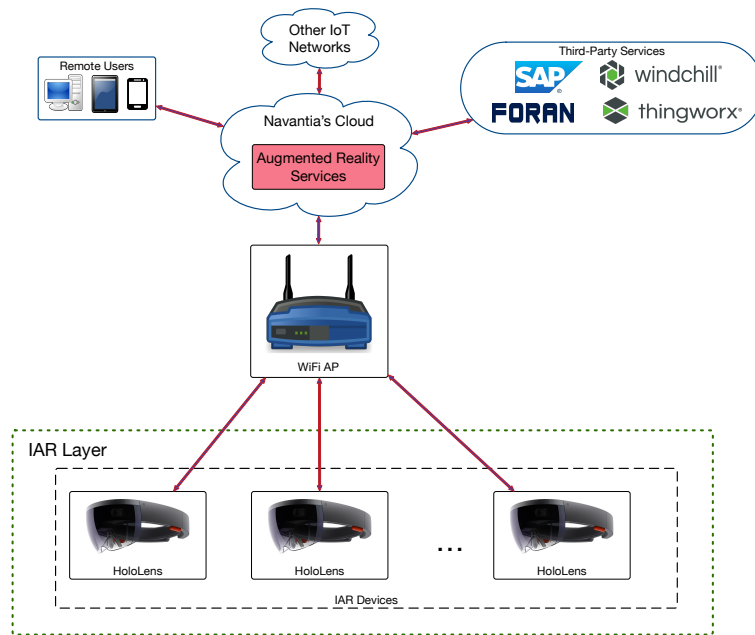 Other IoT
Networks
Remote Users
Third-Party Services
SAP®
windchill®
FORAN
thingworx®
Navantia's Cloud
Augmented Reality
Services
WiFi AP
IAR Layer
HoloLens
HoloLens
...
HoloLens
IAR Devices